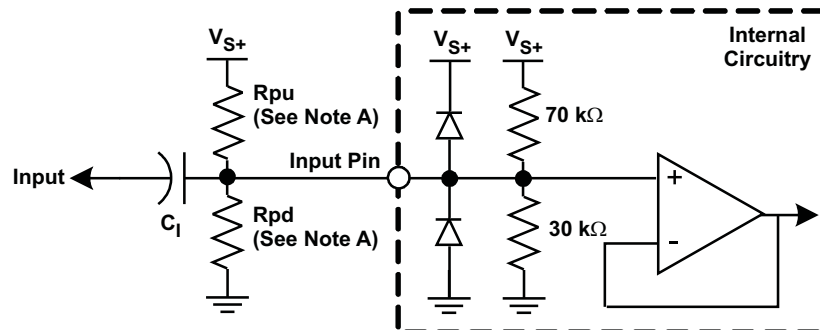 Internal
Circuitry
V_S+
V_S+
V_S+
Rpu
(See Note A)
70 kΩ
Input Pin
Input
+
C_I
Rpd
(See Note A)
30 kΩ
-